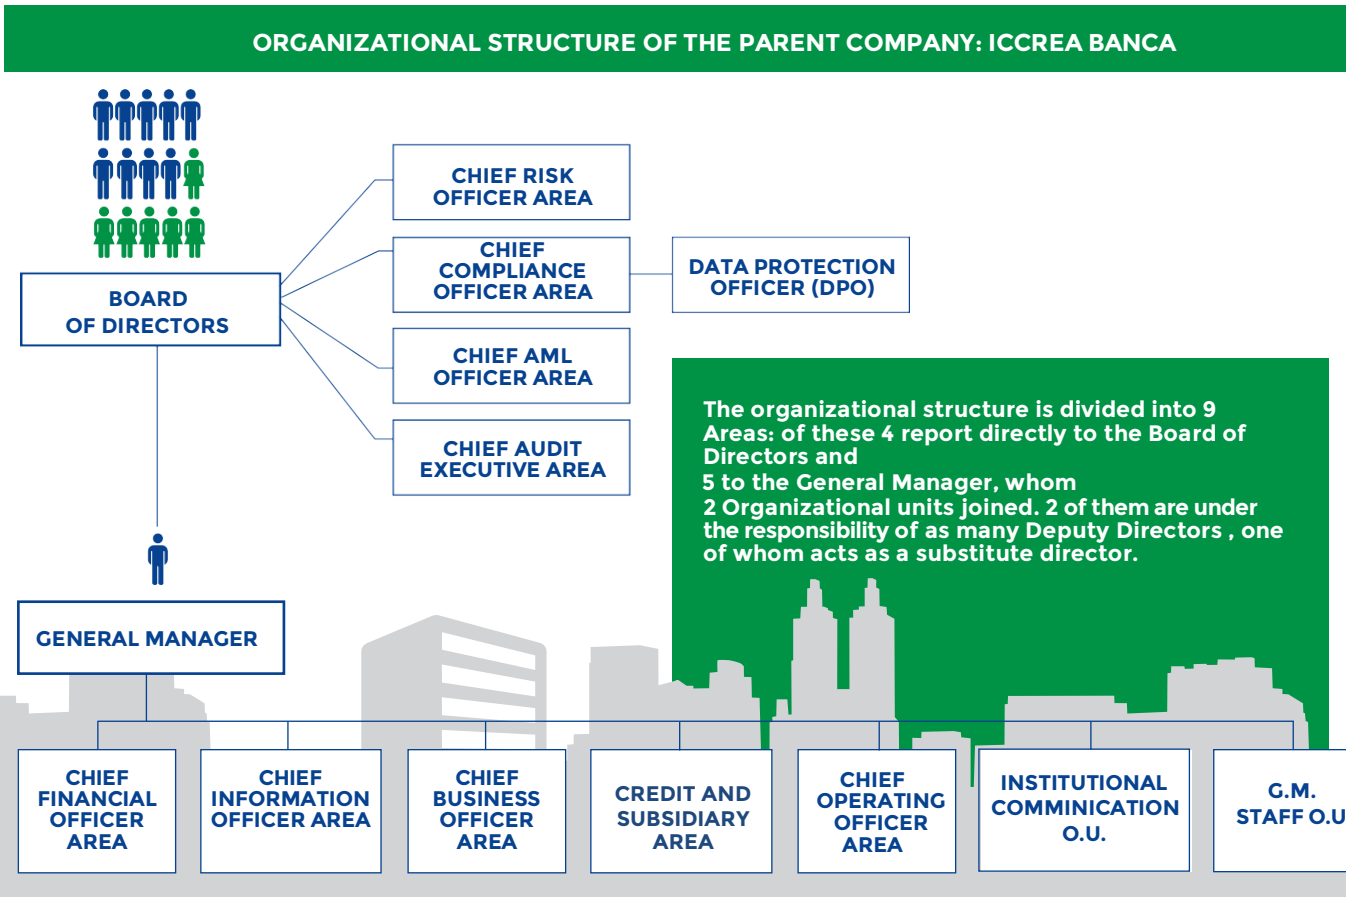 ORGANIZATIONAL STRUCTURE OF THE PARENT COMPANY: ICCREA BANCA
CHIEF RISK
OFFICER AREA
CHIEF
COMPLIANCE
OFFICER AREA
DATA PROTECTION
OFFICER (DPO)
BOARD
OF DIRECTORS
CHIEF AML
OFFICER AREA
CHIEF AUDIT
EXECUTIVE AREA
The organizational structure is divided into 9
Areas: of these 4 report directly to the Board of
Directors and
5 to the General Manager, whom
2 Organizational units joined. 2 of them are under
the responsibility of as many Deputy Directors , one
of whom acts as a substitute director.
GENERAL MANAGER
CHIEF
FINANCIAL
OFFICER
AREA
CHIEF
INFORMATION
OFFICER AREA
CHIEF
BUSINESS
OFFICER
AREA
CREDIT AND
SUBSIDIARY
AREA
CHIEF
OPERATING
OFFICER
AREA
INSTITUTIONAL
COMMINICATION
O.U.
G.M.
STAFF O.U